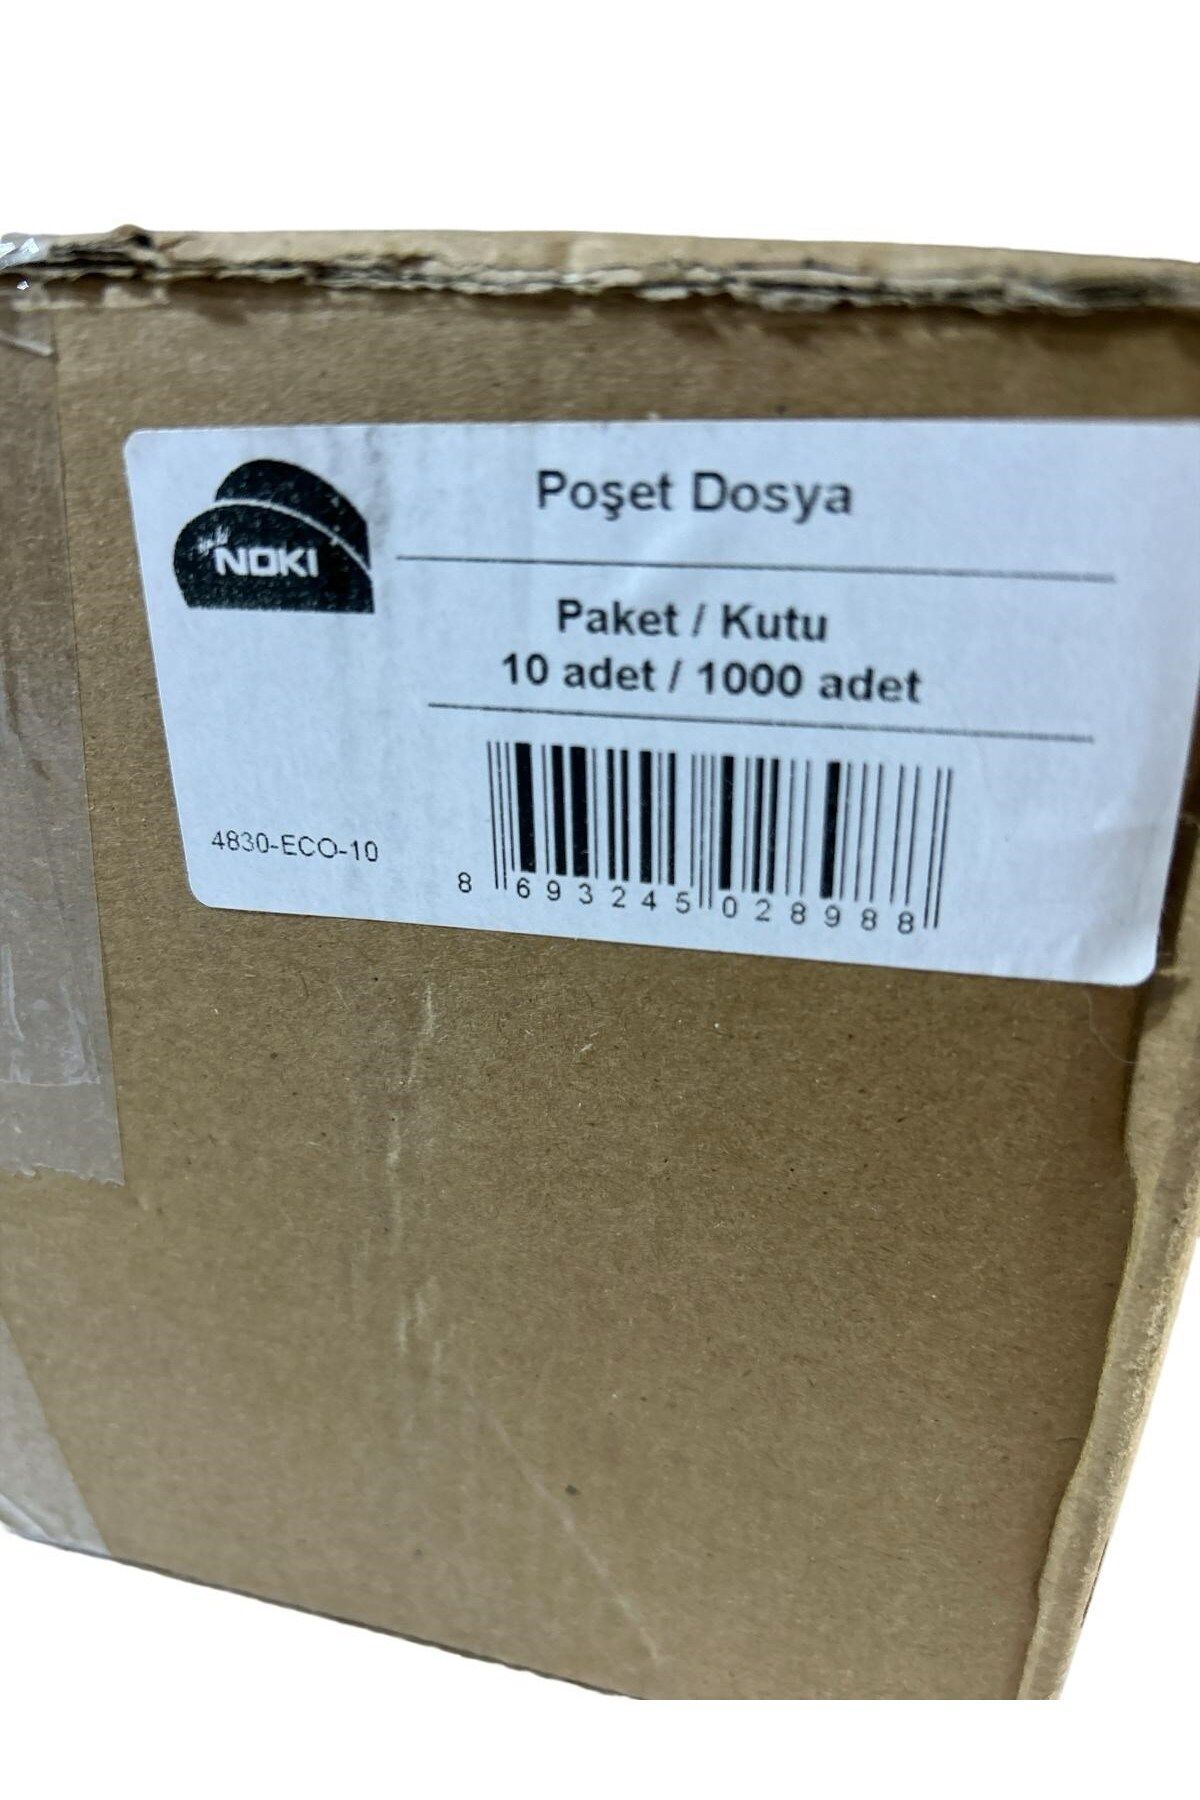 NOKI
Poşet Dosya
Paket / Kutu
10 adet / 1000 adet
4830-ECO-10
8 693245 028988